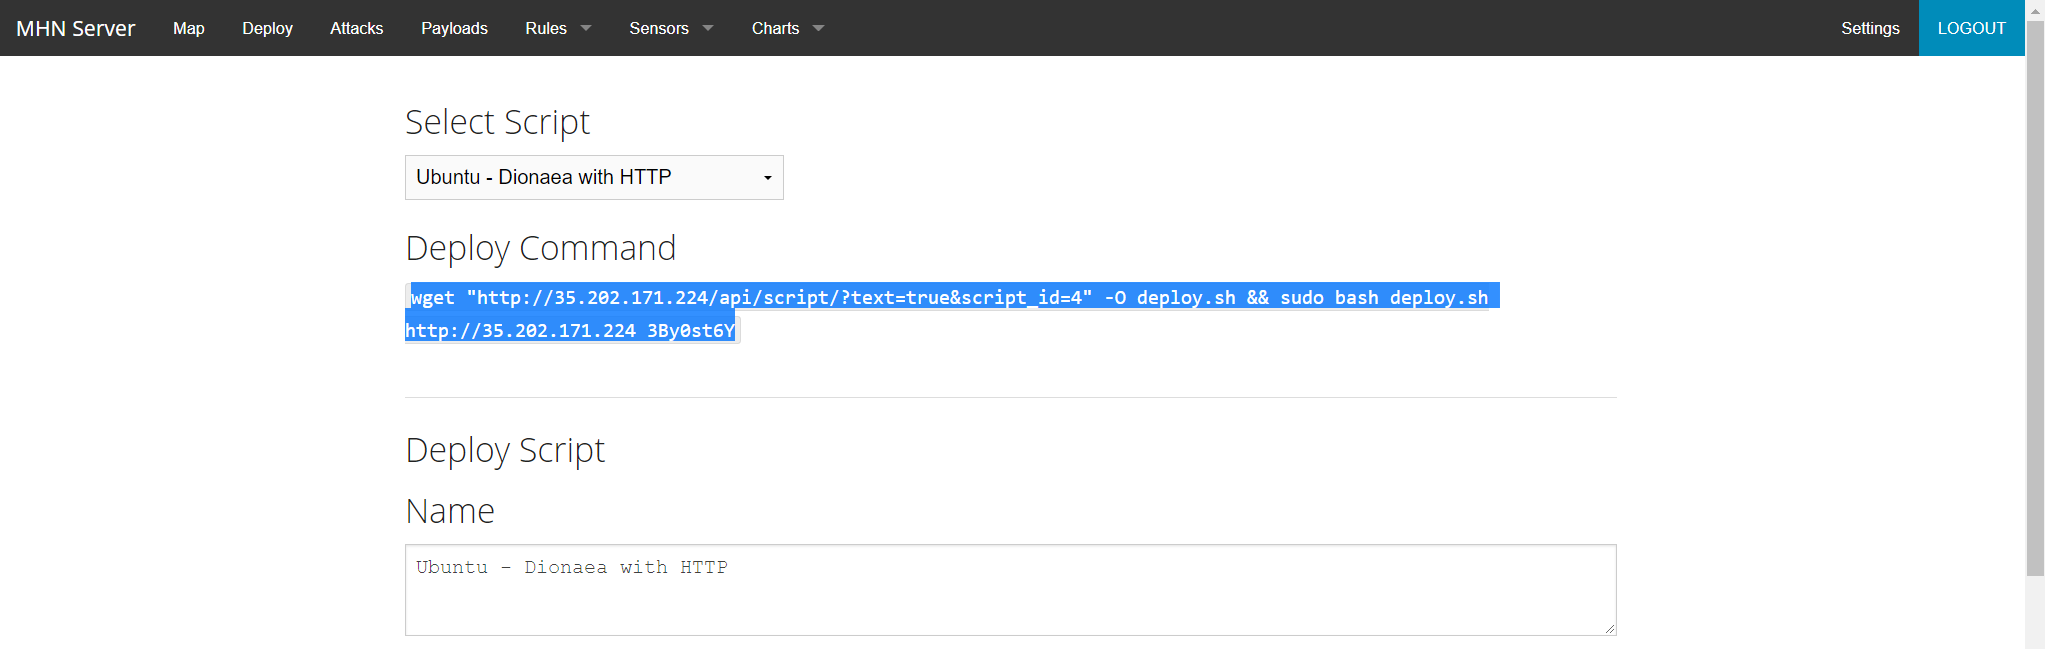 MHN Server Map Deploy Attacks Payloads Rules Sensors Charts Settings LOGOUT
Select Script
Ubuntu - Dionaea with HTTP
Deploy Command
wget "http://35.202.171.224/api/script/?text=true&script_id=4" -O deploy.sh && sudo bash deploy.sh
http://35.202.171.224 3By0st6Y
Deploy Script
Name
Ubuntu - Dionaea with HTTP